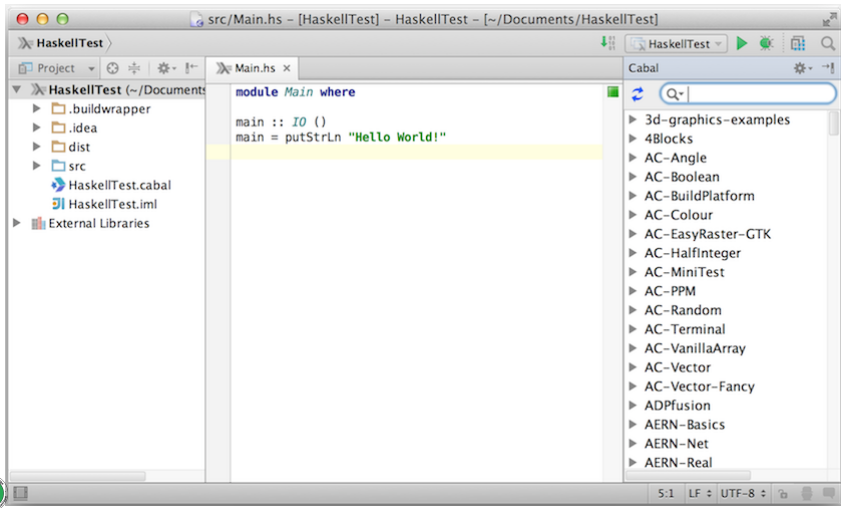 src/Main.hs – [HaskellTest] – HaskellTest – [~/Documents/HaskellTest]
HaskellTest
HaskellTest
Project
Main.hs ×
Cabal
HaskellTest (~/Documents
.buildwrapper
.idea
dist
src
HaskellTest.cabal
HaskellTest.iml
External Libraries
module Main where
main :: IO ()
main = putStrLn "Hello World!"
3d-graphics-examples
4Blocks
AC-Angle
AC-Boolean
AC-BuildPlatform
AC-Colour
AC-EasyRaster-GTK
AC-HalfInteger
AC-MiniTest
AC-PPM
AC-Random
AC-Terminal
AC-VanillaArray
AC-Vector
AC-Vector-Fancy
ADPfusion
AERN-Basics
AERN-Net
AERN-Real
5:1 LF UTF-8